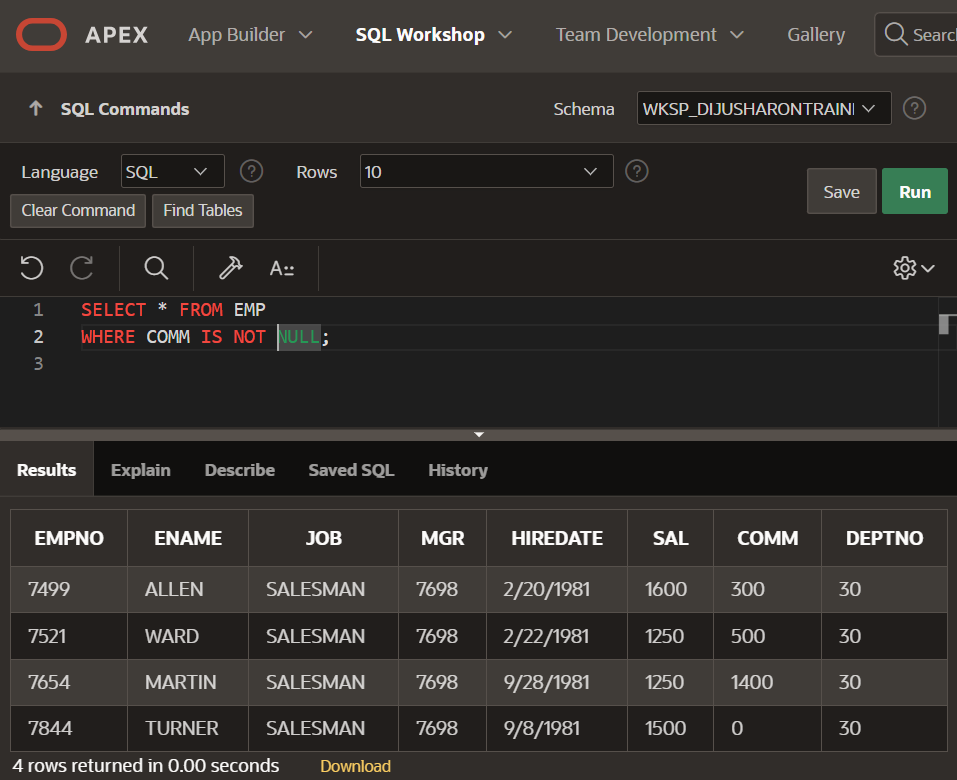 APEX App Builder SQL Workshop Team Development Gallery Searc
SQL Commands Schema WKSP_DIJUSHARONTRAINI
Language SQL ? Rows 10 ?
Clear Command Find Tables Save Run
A::
1 SELECT * FROM EMP
2 WHERE COMM IS NOT NULL;
3
Results Explain Describe Saved SQL History
EMPNO ENAME JOB MGR HIREDATE SAL COMM DEPTNO
7499 ALLEN SALESMAN 7698 2/20/1981 1600 300 30
7521 WARD SALESMAN 7698 2/22/1981 1250 500 30
7654 MARTIN SALESMAN 7698 9/28/1981 1250 1400 30
7844 TURNER SALESMAN 7698 9/8/1981 1500 0 30
4 rows returned in 0.00 seconds Download